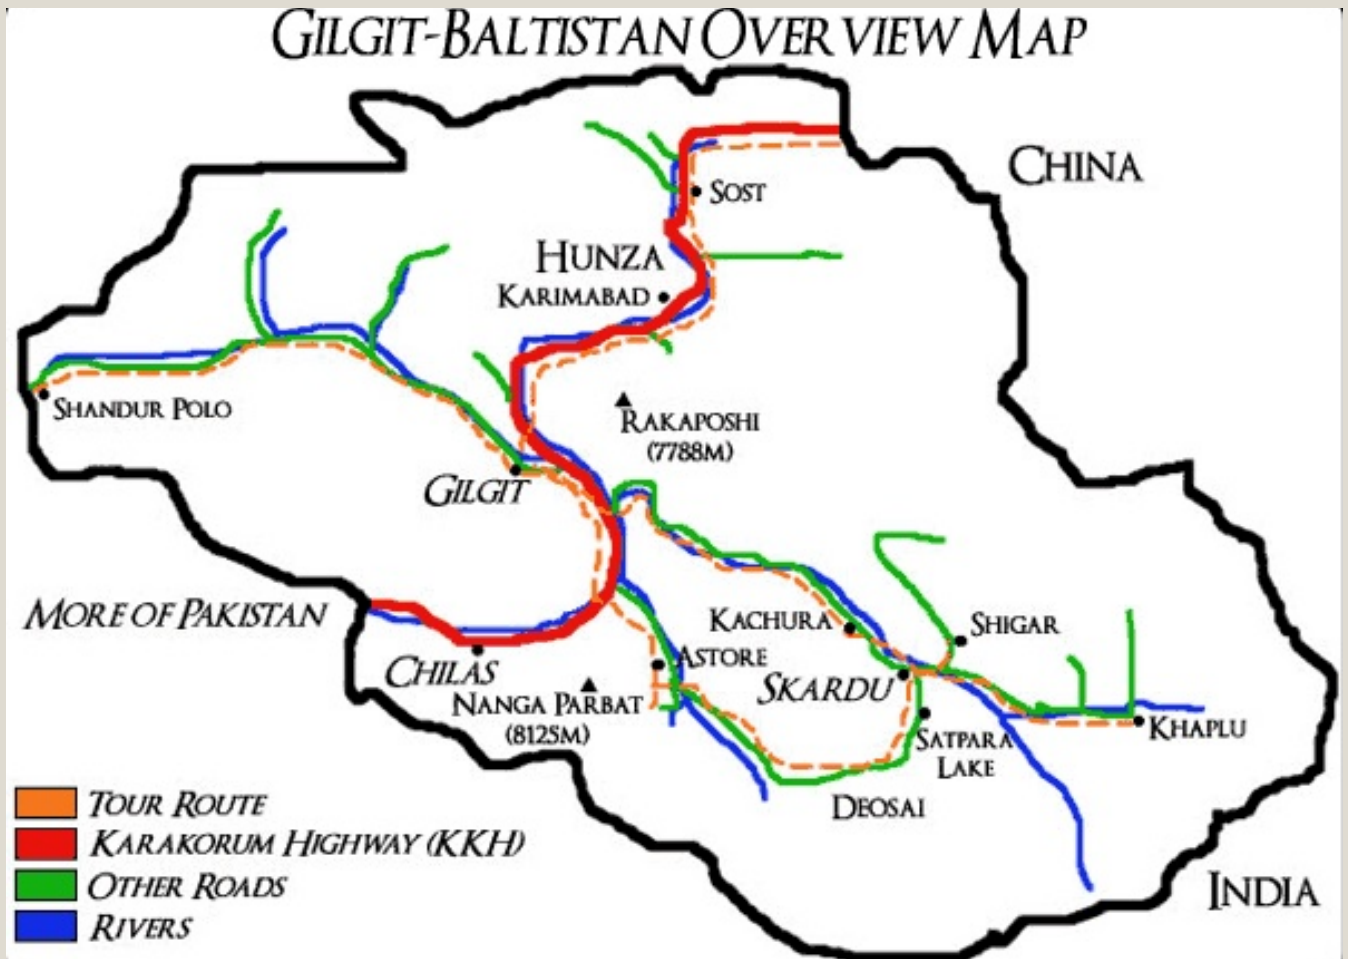 GILGIT-BALTISTAN OVERVIEW MAP
CHINA
SOST
HUNZA
KARIMABAD
SHANDUR POLO
RAKAPOSHI
(7788M)
GILGIT
MORE OF PAKISTAN
KACHURA
SHIGAR
CHILAS
ASTORE
SKARDU
NANGA PARBAT
(8125M)
KHAPLU
SATPARA
LAKE
DEOSAI
TOUR ROUTE
KARAKORUM HIGHWAY (KKH)
OTHER ROADS
RIVERS
INDIA